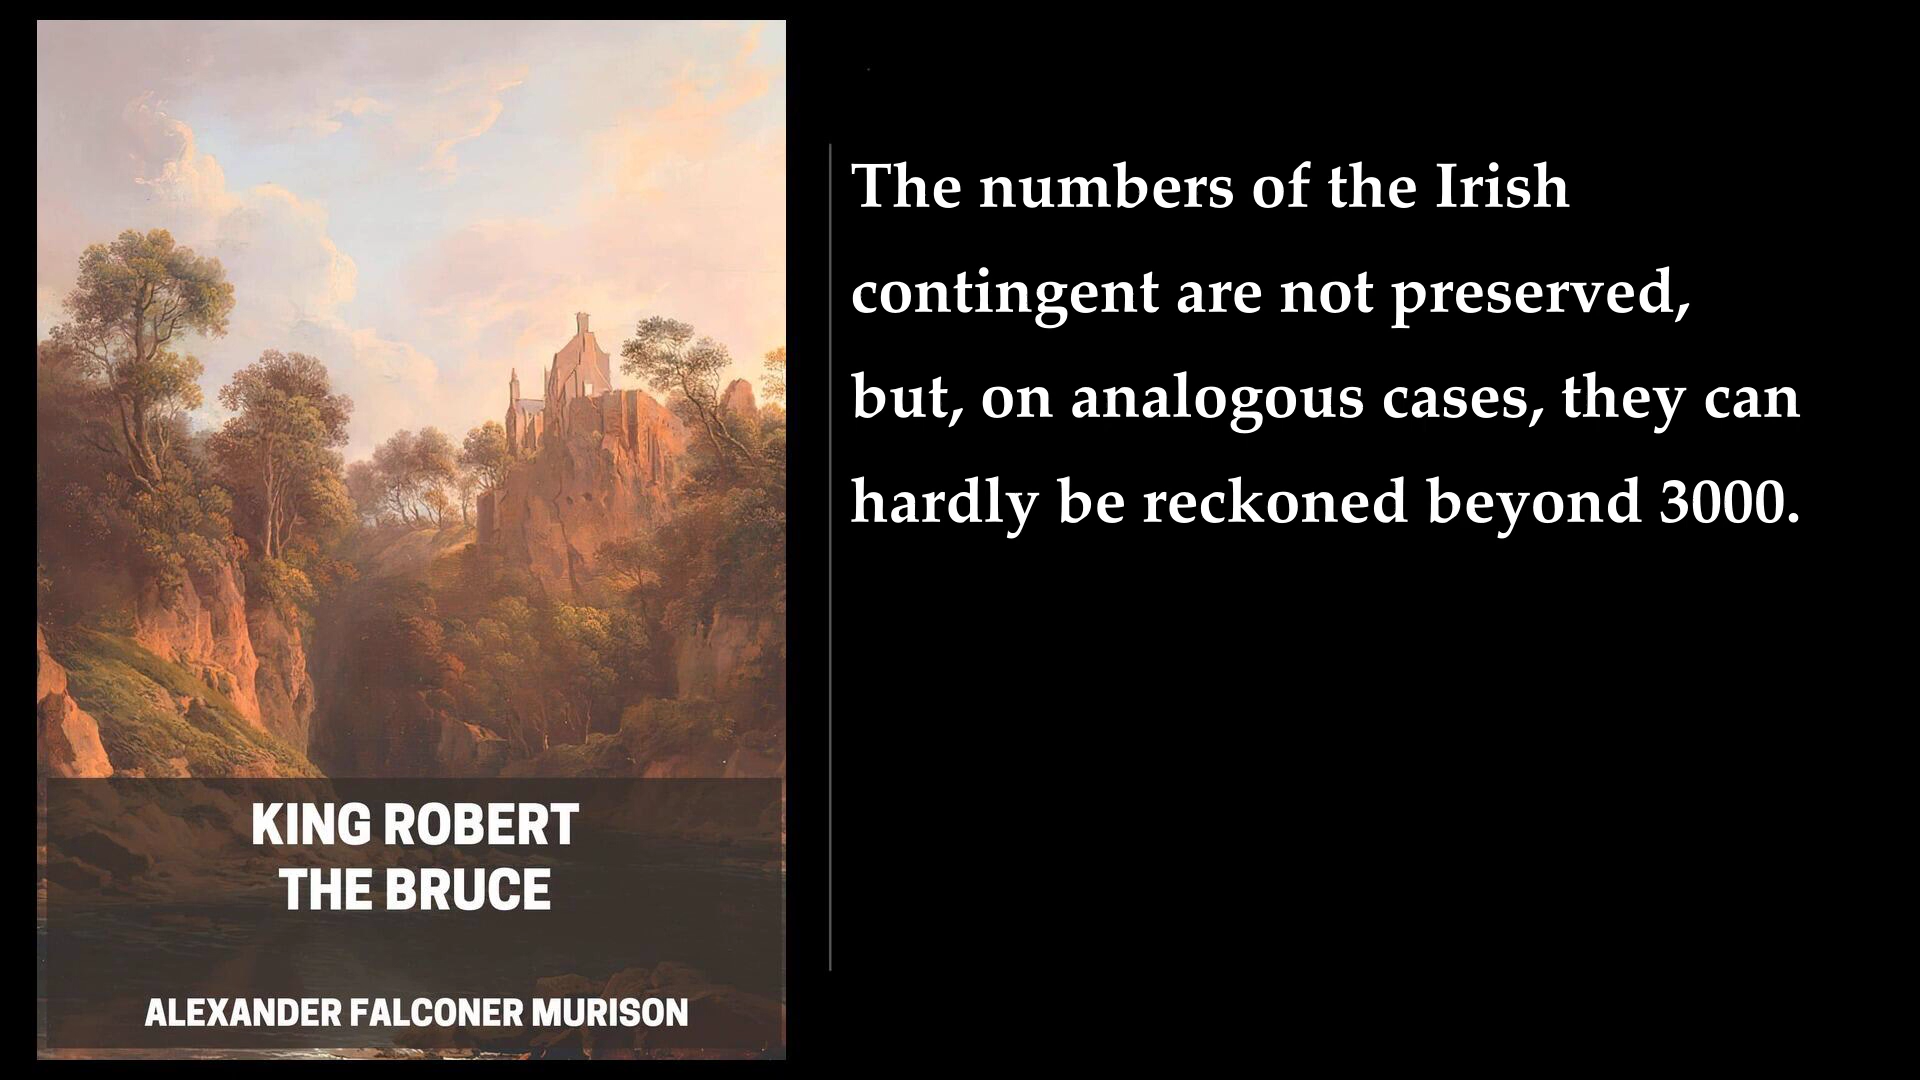 The numbers of the Irish
contingent are not preserved,
but, on analogous cases, they can
hardly be reckoned beyond 3000.
KING ROBERT
THE BRUCE
ALEXANDER FALCONER MURISON